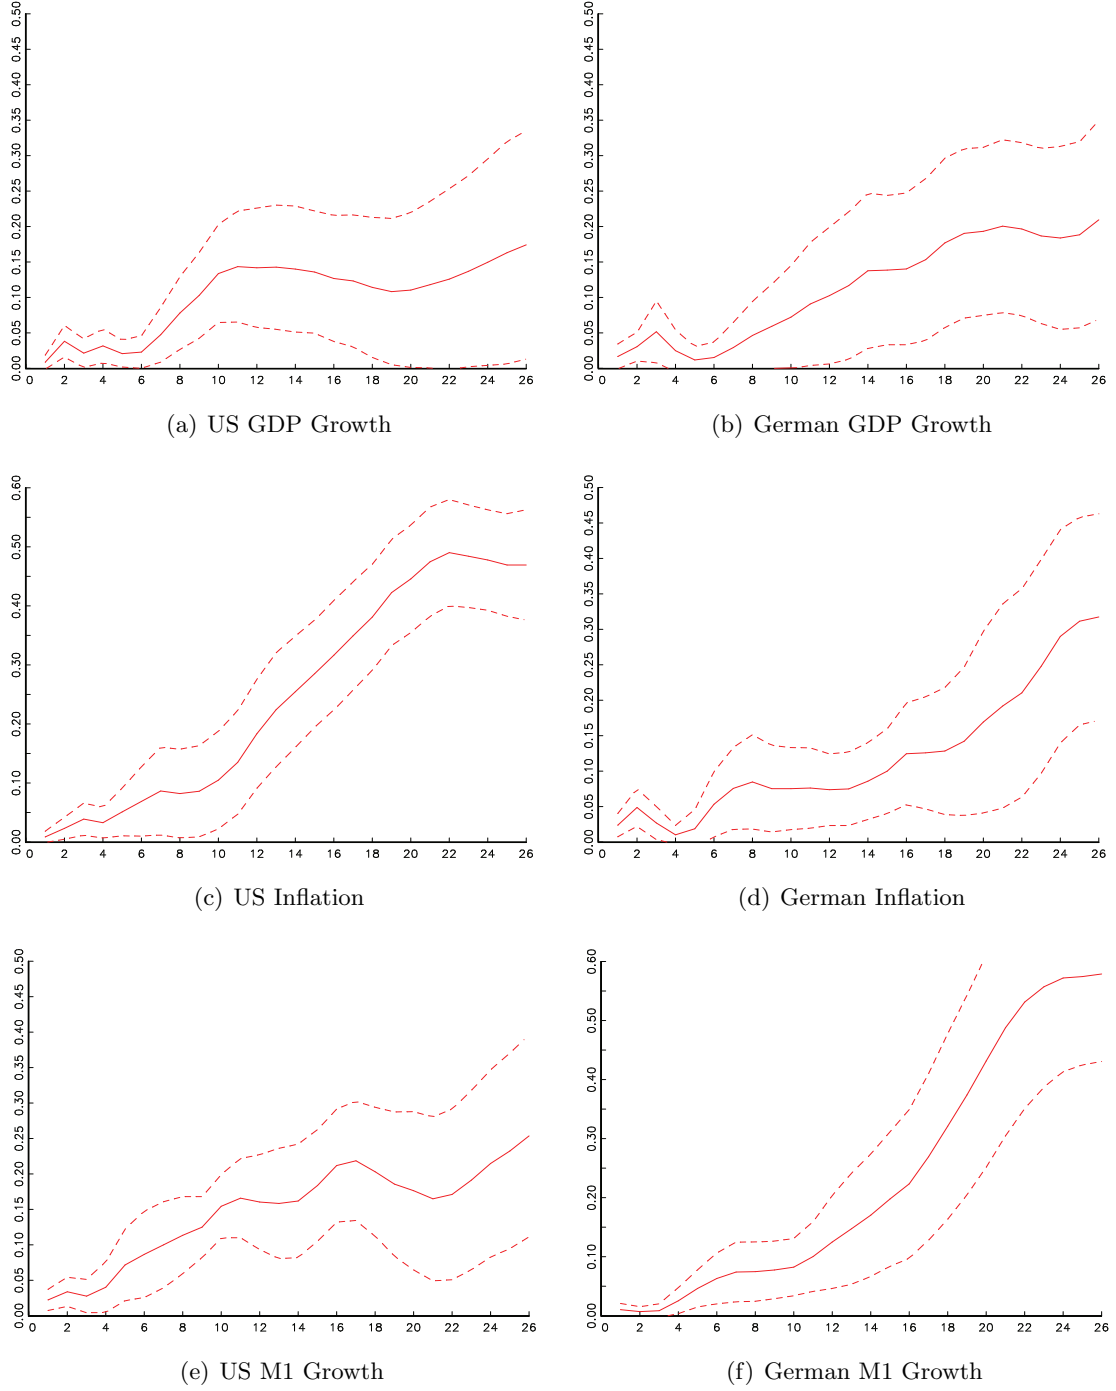 0.00 0.05 0.10 0.15 0.20 0.25 0.30 0.35 0.40 0.45 0.50
0 2 4 6 8 10 12 14 16 18 20 22 24 26
(a) US GDP Growth
0.00 0.05 0.10 0.15 0.20 0.25 0.30 0.35 0.40 0.45 0.50
0 2 4 6 8 10 12 14 16 18 20 22 24 26
(b) German GDP Growth
0.00 0.10 0.20 0.30 0.40 0.50 0.60
0 2 4 6 8 10 12 14 16 18 20 22 24 26
(c) US Inflation
0.00 0.05 0.10 0.15 0.20 0.25 0.30 0.35 0.40 0.45 0.50
0 2 4 6 8 10 12 14 16 18 20 22 24 26
(d) German Inflation
0.00 0.05 0.10 0.15 0.20 0.25 0.30 0.35 0.40 0.45 0.50
0 2 4 6 8 10 12 14 16 18 20 22 24 26
(e) US M1 Growth
0.00 0.10 0.20 0.30 0.40 0.50 0.60
0 2 4 6 8 10 12 14 16 18 20 22 24 26
(f) German M1 Growth